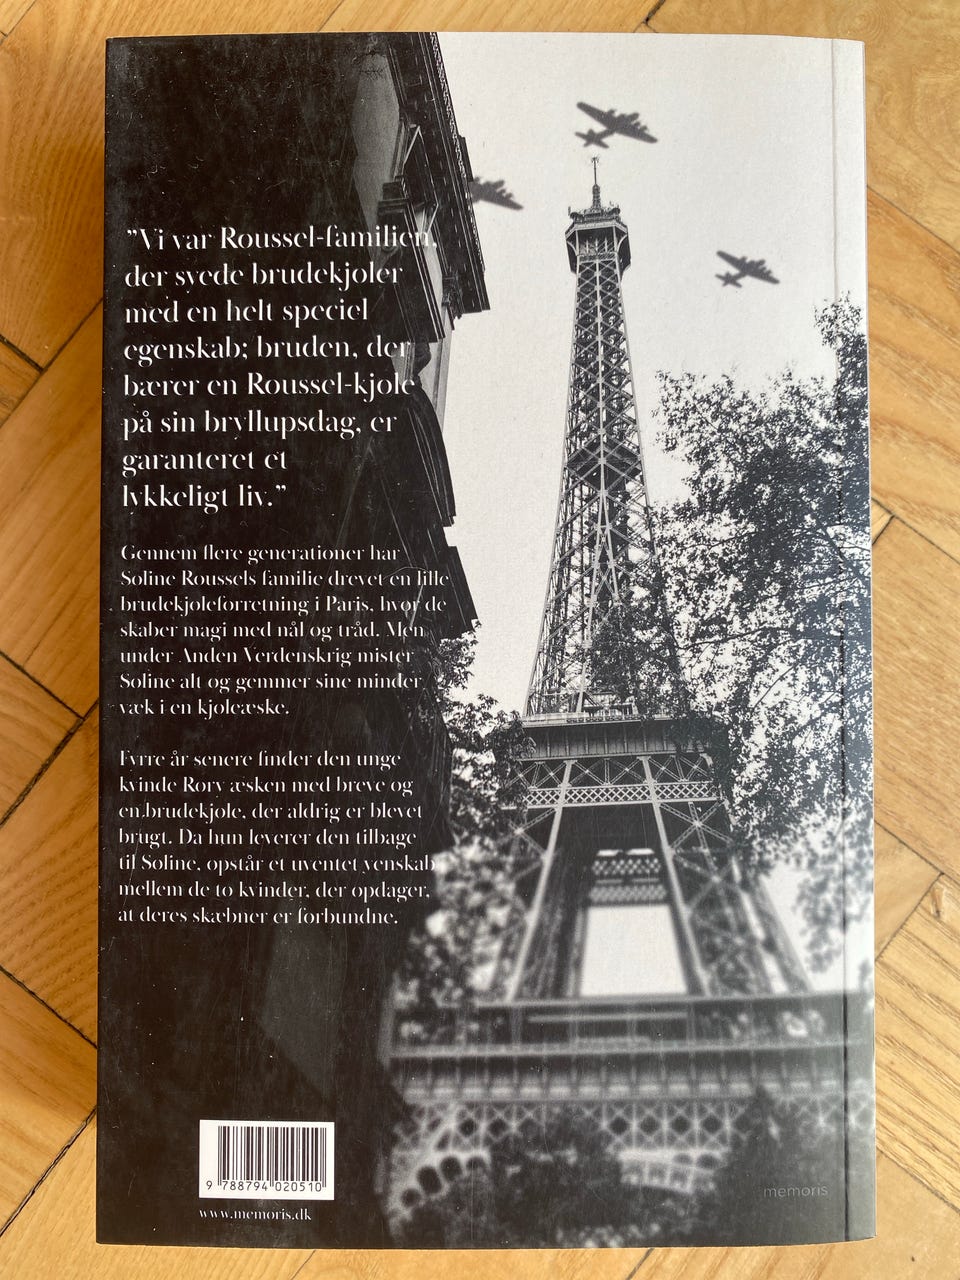 ”Vi var Roussel-familien,
der syede brudekjoler
med en helt speciel
egenskab; bruden, der
bærer en Roussel-kjole
på sin bryllupsdag, er
garanteret et
lykkeligt liv.”
Gennem flere generationer har
Soline Roussels familie drevet en lille
brudekjoleforretning i Paris, hvor de
skaber magi med nål og tråd. Men
under Anden Verdenskrig mister
Soline alt og gemmer sine minder
væk i en kjoleæske.
Fyrre år senere finder den unge
kvinde Rory æsken med breve og
en brudekjole, der aldrig er blevet
brugt. Da hun leverer den tilbage
til Soline, opstår et uventet venskab
mellem de to kvinder, der opdager,
at deres skæbner er forbundne.
9 788794 020510
www.memoris.dk
memoris